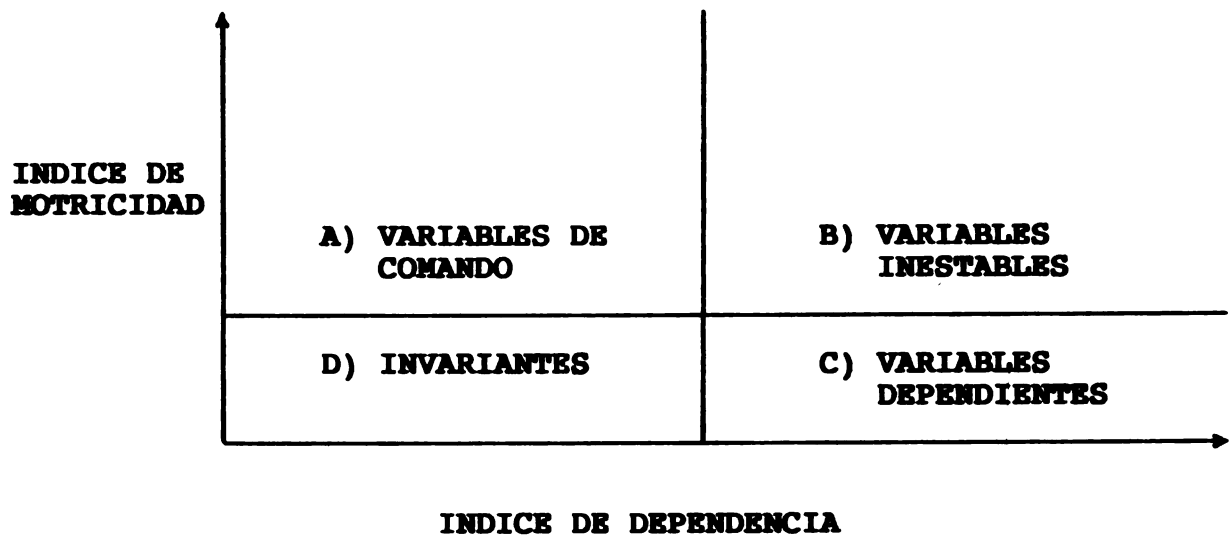 INDICE DE
MOTRICIDAD
A) VARIABLES DE
COMANDO
B) VARIABLES
INESTABLES
D) INVARIANTES
C) VARIABLES
DEPENDIENTES
INDICE DE DEPENDENCIA